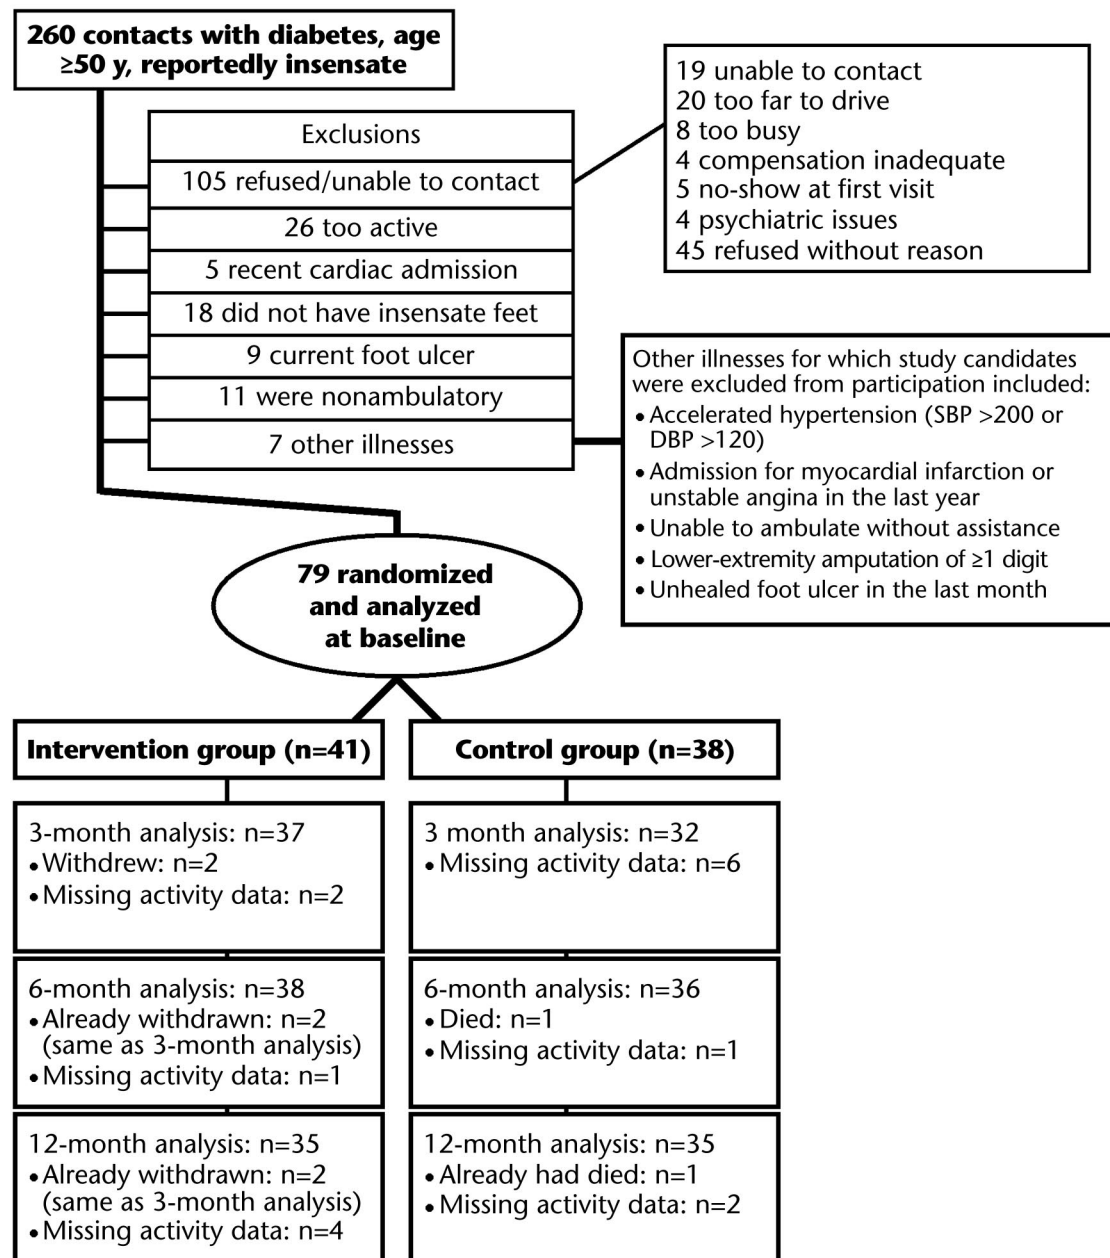 260 contacts with diabetes, age
≥50 y, reportedly insensate
Exclusions
105 refused/unable to contact
26 too active
5 recent cardiac admission
18 did not have insensate feet
9 current foot ulcer
11 were nonambulatory
7 other illnesses
19 unable to contact
20 too far to drive
8 too busy
4 compensation inadequate
5 no-show at first visit
4 psychiatric issues
45 refused without reason
Other illnesses for which study candidates
were excluded from participation included:
• Accelerated hypertension (SBP >200 or
DBP >120)
• Admission for myocardial infarction or
unstable angina in the last year
• Unable to ambulate without assistance
• Lower-extremity amputation of ≥1 digit
• Unhealed foot ulcer in the last month
79 randomized
and analyzed
at baseline
Intervention group (n=41)
3-month analysis: n=37
• Withdrew: n=2
• Missing activity data: n=2
6-month analysis: n=38
• Already withdrawn: n=2
(same as 3-month analysis)
• Missing activity data: n=1
12-month analysis: n=35
• Already withdrawn: n=2
(same as 3-month analysis)
• Missing activity data: n=4
Control group (n=38)
3 month analysis: n=32
• Missing activity data: n=6
6-month analysis: n=36
• Died: n=1
• Missing activity data: n=1
12-month analysis: n=35
• Already had died: n=1
• Missing activity data: n=2